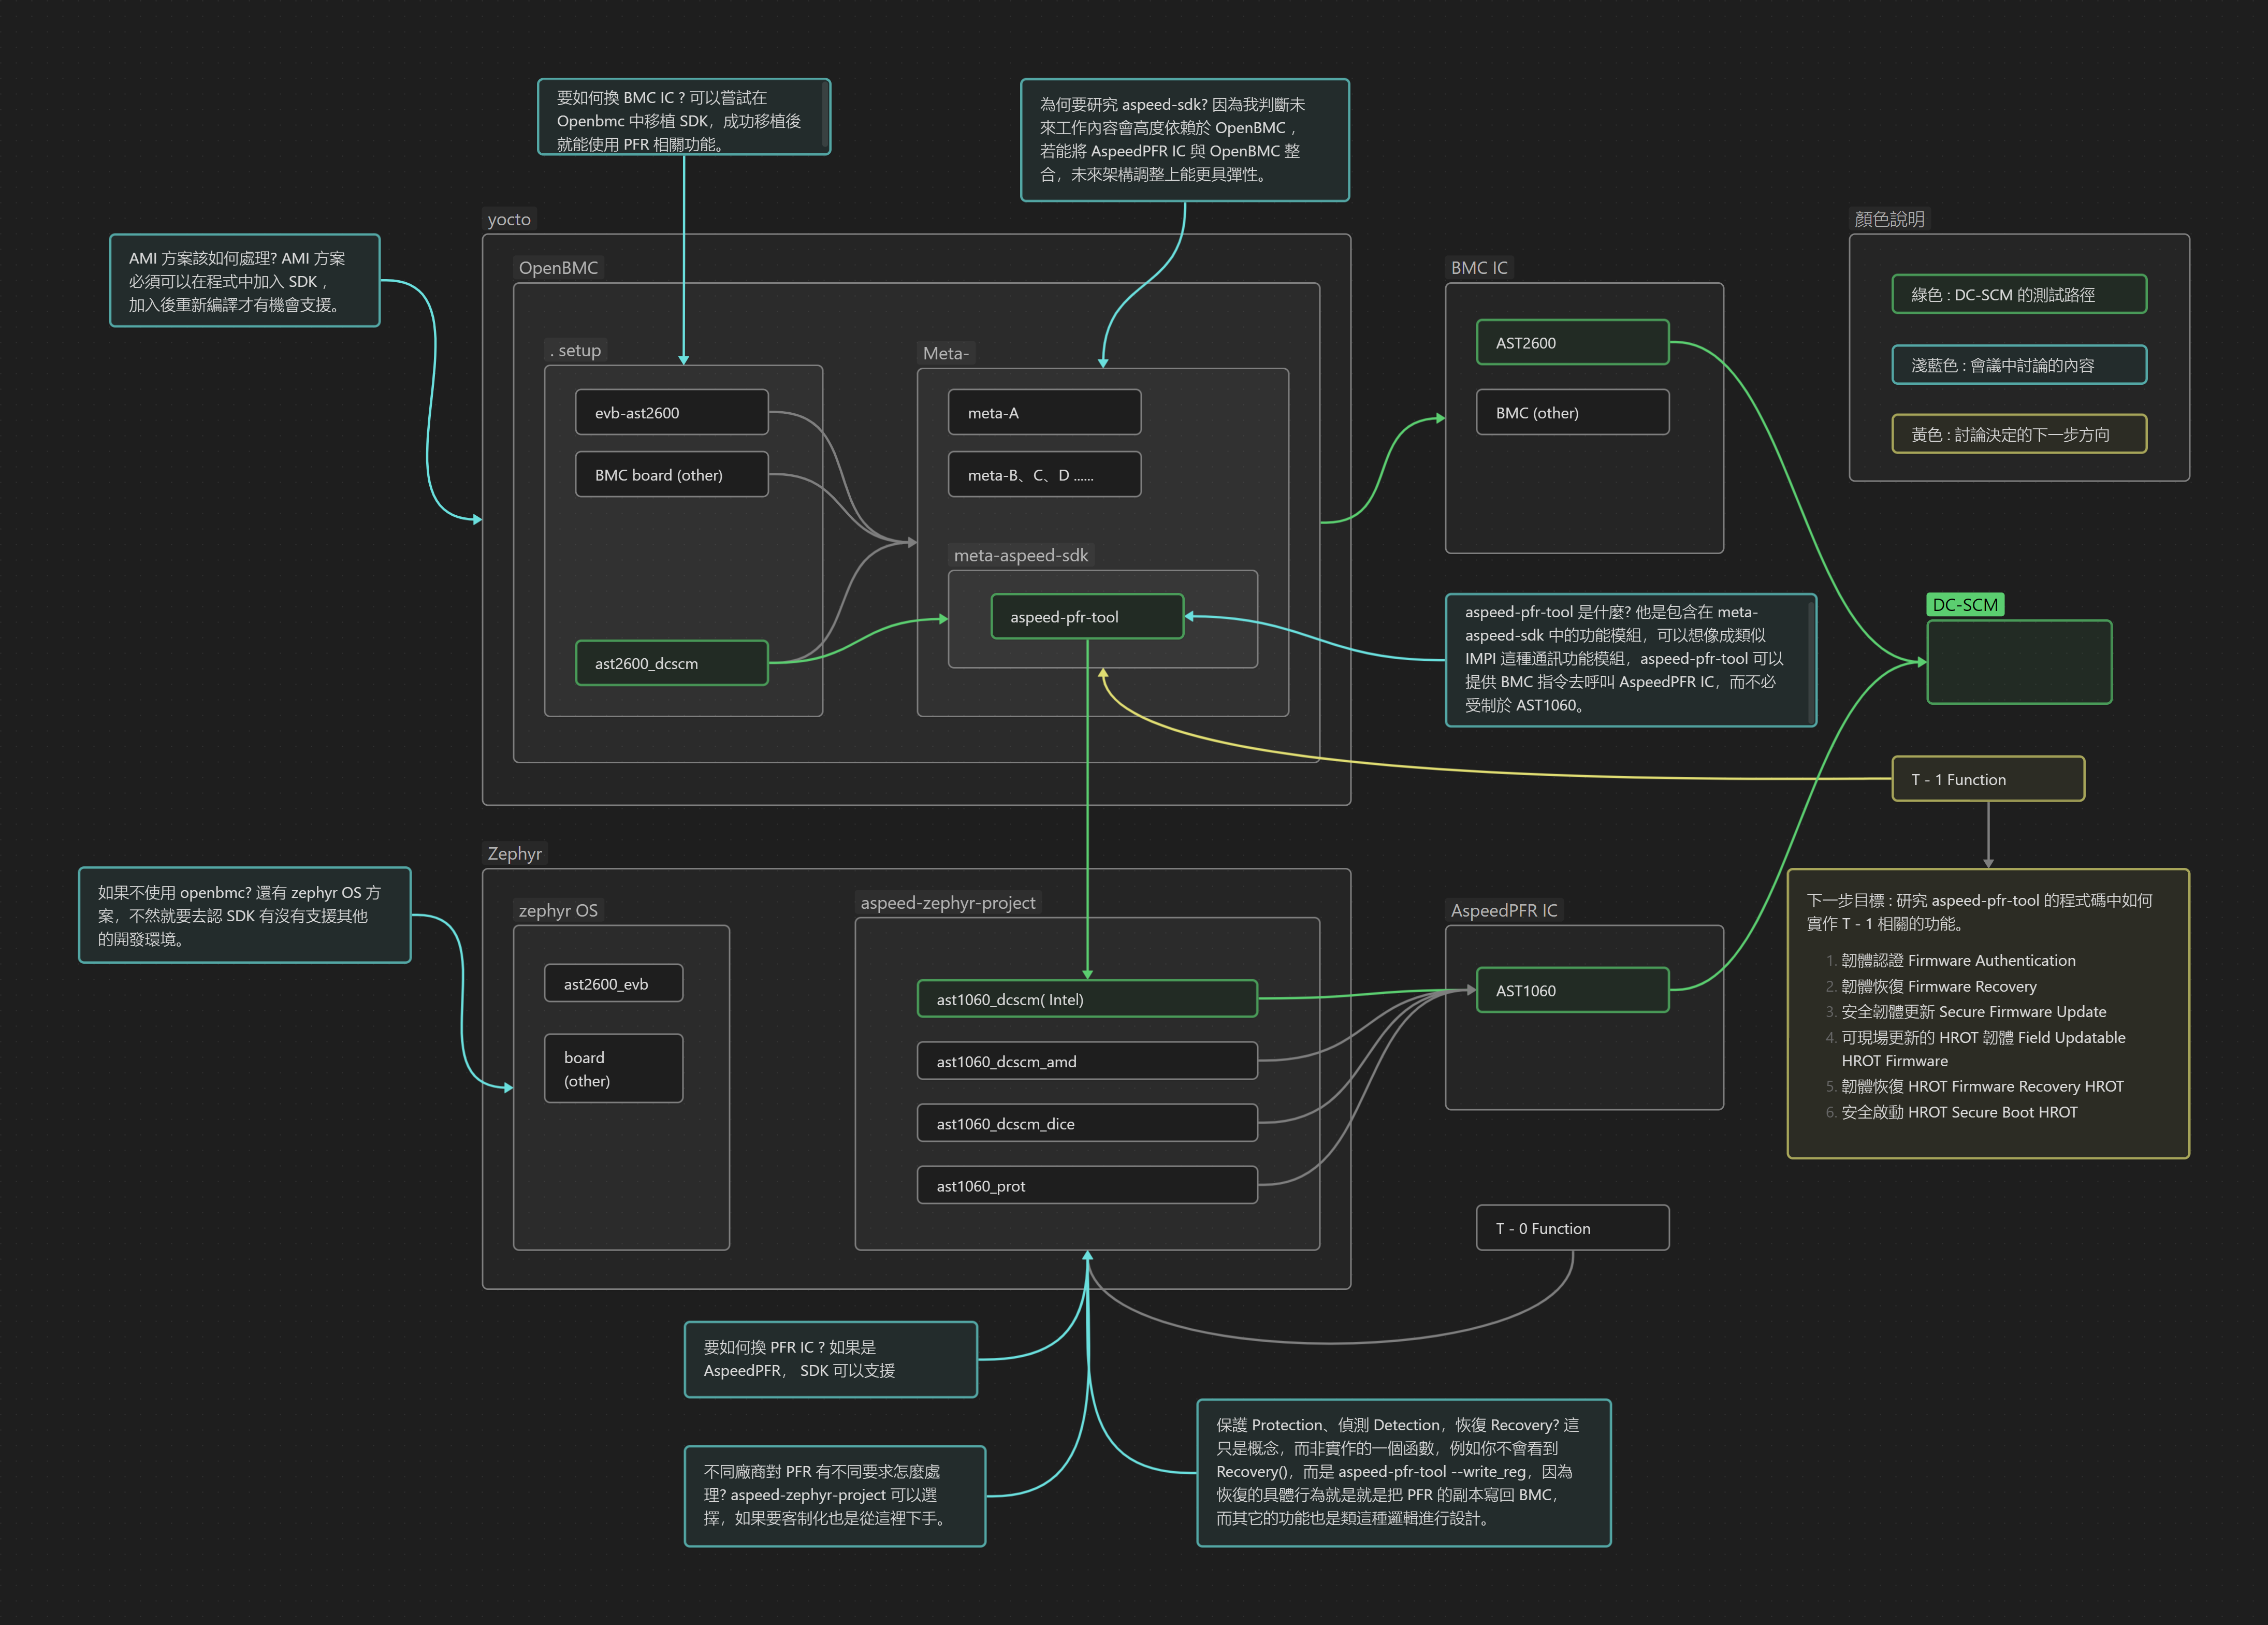 要如何換 BMC IC ? 可以嘗試在
Openbmc 中移植 SDK，成功移植後
就能使用 PFR 相關功能。
為何要研究 aspeed-sdk? 因為我判斷未
來工作內容會高度依賴於 OpenBMC，
若能將 AspeedPFR IC 與 OpenBMC 整
合，未來架構調整上能更具彈性。
AMI 方案該如何處理? AMI 方案
必須可以在程式中加入 SDK，
加入後重新編譯才有機會支援。
yocto
OpenBMC
. setup
evb-ast2600
BMC board (other)
ast2600_dcscm
Meta-
meta-A
meta-B、C、D ......
meta-aspeed-sdk
aspeed-pfr-tool
BMC IC
AST2600
BMC (other)
顏色說明
綠色 : DC-SCM 的測試路徑
淺藍色 : 會議中討論的內容
黃色 : 討論決定的下一步方向
aspeed-pfr-tool 是什麼? 他是包含在 meta-
aspeed-sdk 中的功能模組，可以想像成類似
IMPI 這種通訊功能模組，aspeed-pfr-tool 可以
提供 BMC 指令去呼叫 AspeedPFR IC，而不必
受制於 AST1060。
DC-SCM
T - 1 Function
下一步目標 : 研究 aspeed-pfr-tool 的程式碼中如何
實作 T - 1 相關的功能。
1. 韌體認證 Firmware Authentication
2. 韌體恢復 Firmware Recovery
3. 安全韌體更新 Secure Firmware Update
4. 可現場更新的 HROT 韌體 Field Updatable
HROT Firmware
5. 韌體恢復 HROT Firmware Recovery HROT
6. 安全啟動 HROT Secure Boot HROT
如果不使用 openbmc? 還有 zephyr OS 方
案，不然就要去認 SDK 有沒有支援其他
的開發環境。
Zephyr
zephyr OS
ast2600_evb
board
(other)
aspeed-zephyr-project
ast1060_dcscm( Intel)
ast1060_dcscm_amd
ast1060_dcscm_dice
ast1060_prot
AspeedPFR IC
AST1060
T - 0 Function
要如何換 PFR IC ? 如果是
AspeedPFR， SDK 可以支援
不同廠商對 PFR 有不同要求怎麼處
理? aspeed-zephyr-project 可以選
擇，如果要客制化也是從這裡下手。
保護 Protection、偵測 Detection，恢復 Recovery? 這
只是概念，而非實作的一個函數，例如你不會看到
Recovery()，而是 aspeed-pfr-tool --write_reg，因為
恢復的具體行為就是就是把 PFR 的副本寫回 BMC，
而其它的功能也是類這種邏輯進行設計。